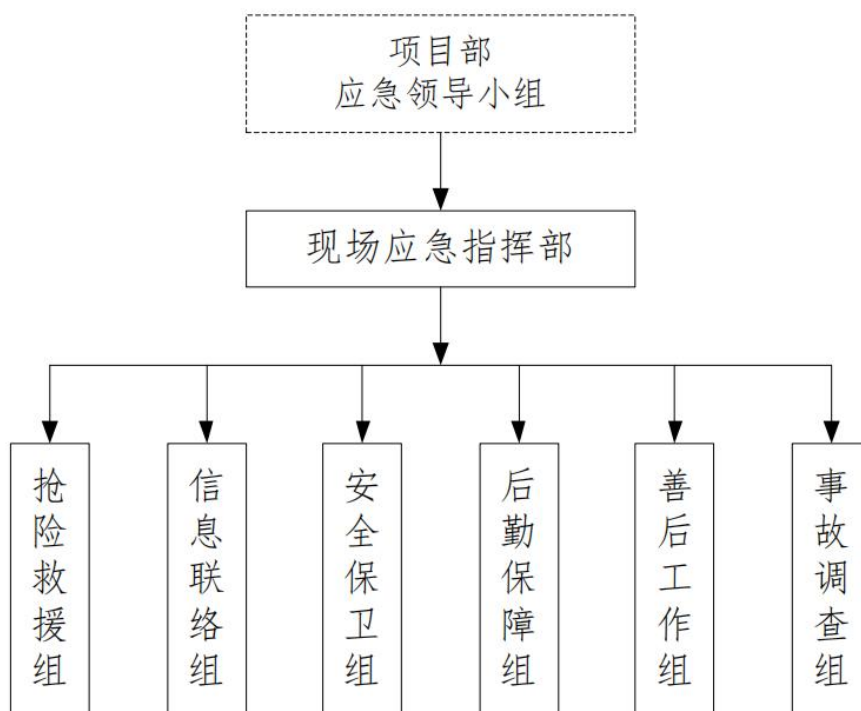 项目部
应急领导小组
现场应急指挥部
抢险救援组
信息联络组
安全保卫组
后勤保障组
善后工作组
事故调查组